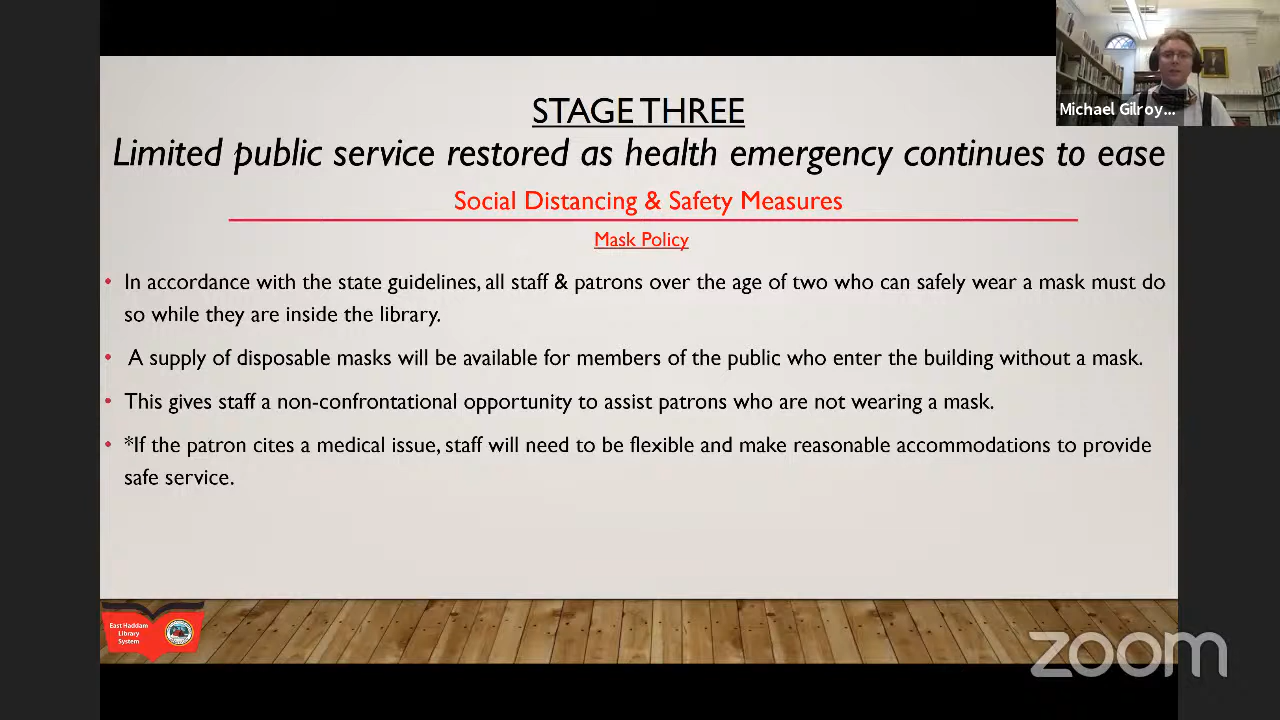 Michael Gilroy...
STAGE THREE
Limited public service restored as health emergency continues to ease
Social Distancing & Safety Measures
Mask Policy
• In accordance with the state guidelines, all staff & patrons over the age of two who can safely wear a mask must do
so while they are inside the library.
• A supply of disposable masks will be available for members of the public who enter the building without a mask.
• This gives staff a non-confrontational opportunity to assist patrons who are not wearing a mask.
• *If the patron cites a medical issue, staff will need to be flexible and make reasonable accommodations to provide
safe service.
East Haddam
Library
System
zoom